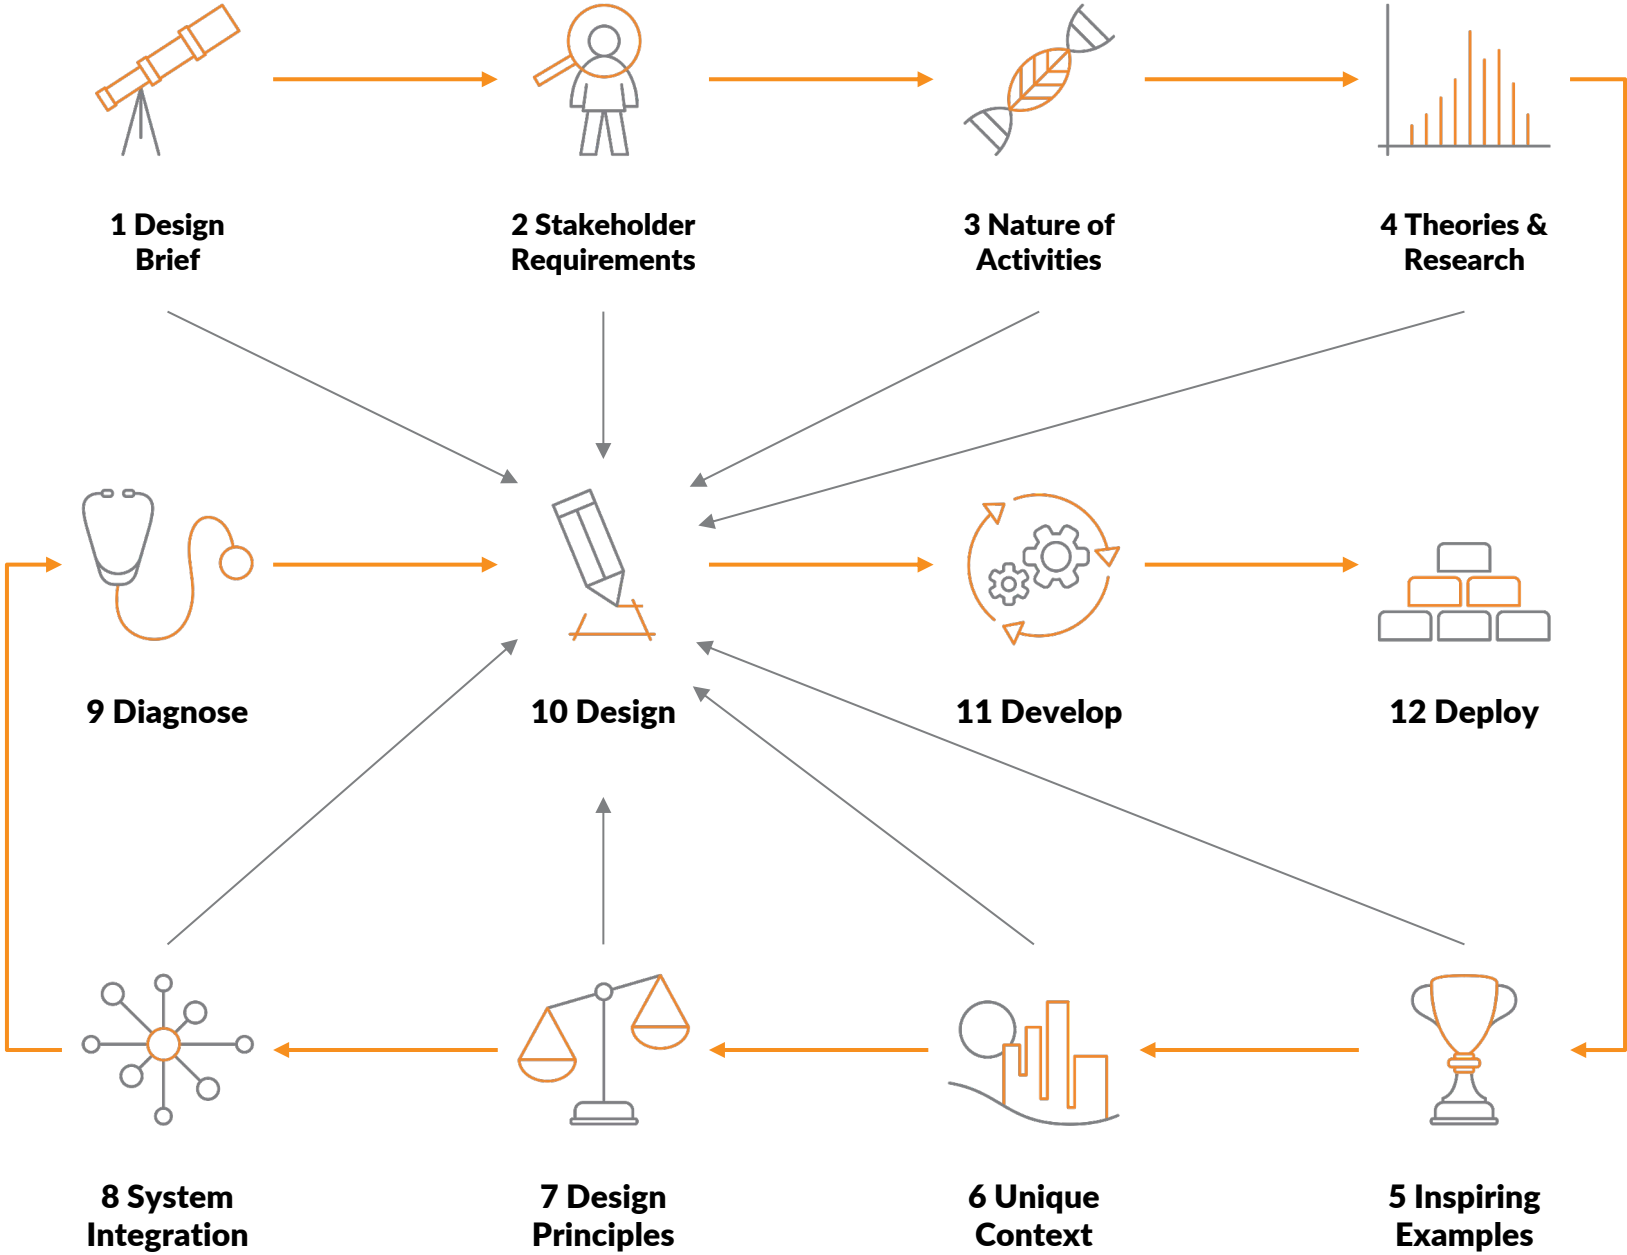 1 Design
Brief
2 Stakeholder
Requirements
3 Nature of
Activities
4 Theories &
Research
9 Diagnose
10 Design
11 Develop
12 Deploy
8 System
Integration
7 Design
Principles
6 Unique
Context
5 Inspiring
Examples